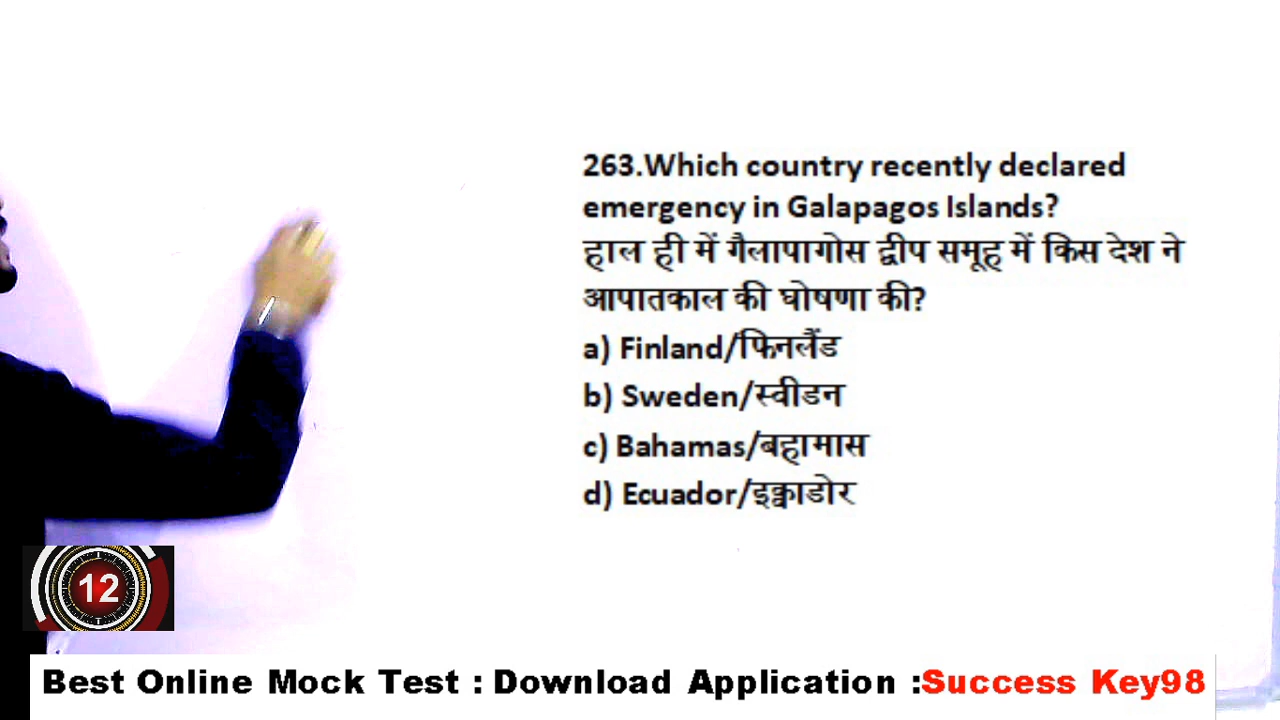 263.Which country recently declared
emergency in Galapagos Islands?
हाल ही में गैलापागोस द्वीप समूह में किस देश ने
आपातकाल की घोषणा की?
a) Finland/फिनलैंड
b) Sweden/स्वीडन
c) Bahamas/बहामास
d) Ecuador/इक्वाडोर
12
Best Online Mock Test : Download Application :Success Key98